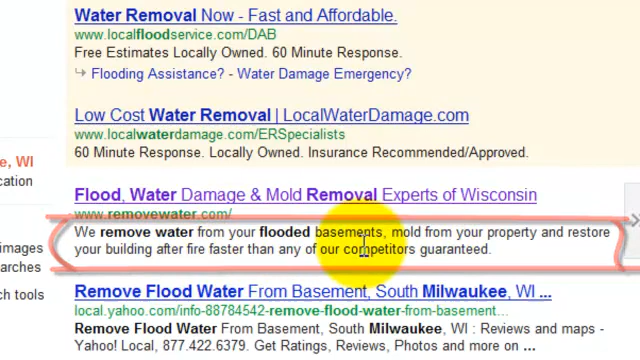 Water Removal Now - Fast and Affordable.
www.localfloodservice.com/DAB
Free Estimates Locally Owned. 60 Minute Response.
Flooding Assistance? - Water Damage Emergency?
Low Cost Water Removal | LocalWaterDamage.com
www.localwaterdamage.com/ERSpecialists
60 Minute Response. Locally Owned. Insurance Recommended/Approved.
e, WI
cation
Flood, Water Damage & Mold Removal Experts of Wisconsin
www.removewater.com/
We remove water from your flooded basements, mold from your property and restore
your building after fire faster than any of our competitors guaranteed.
images
arches
ch tools
Remove Flood Water From Basement, South Milwaukee, WI ...
local.yahoo.com/info-88784542-remove-flood-water-from-basement...
Remove Flood Water From Basement, South Milwaukee, WI : Reviews and maps -
Yahoo! Local, 877.422.6379. Get Ratings, Reviews, Photos and more on ...